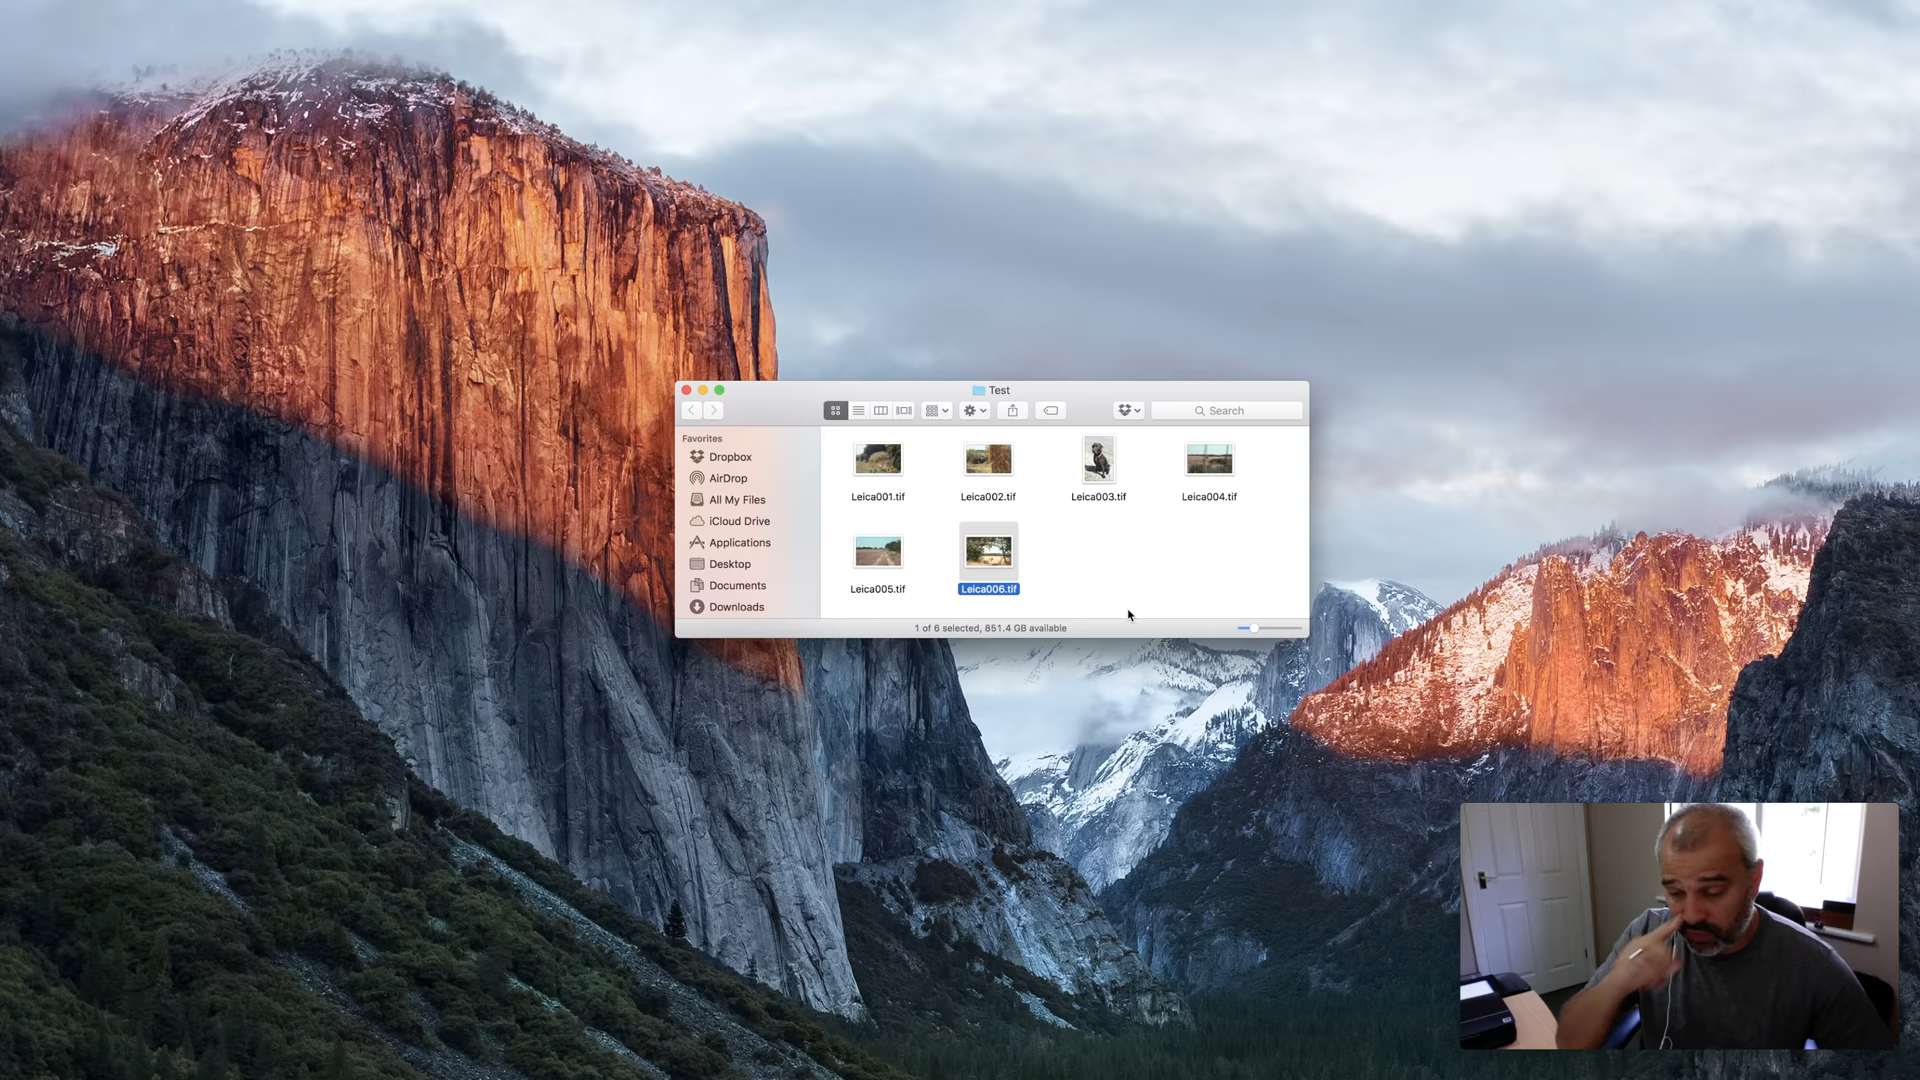 Test
Search
Favorites
Dropbox
AirDrop
All My Files
iCloud Drive
Applications
Desktop
Documents
Downloads
Leica001.tif
Leica002.tif
Leica003.tif
Leica004.tif
Leica005.tif
Leica006.tif
1 of 6 selected, 851.4 GB available